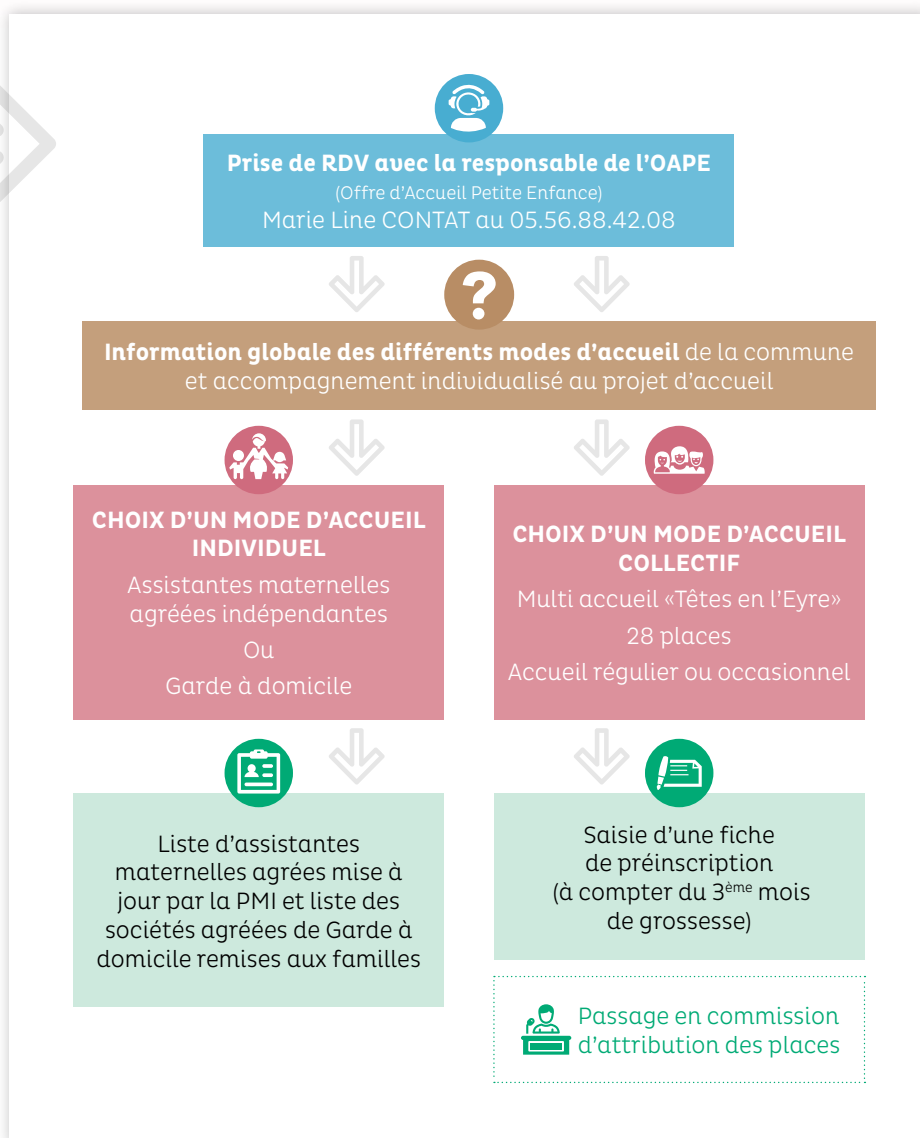 Prise de RDV avec la responsable de l'OAPE
(Offre d'Accueil Petite Enfance)
Marie Line CONTAT au 05.56.88.42.08
?
Information globale des différents modes d'accueil de la commune
et accompagnement individualisé au projet d'accueil
CHOIX D'UN MODE D'ACCUEIL
INDIVIDUEL
Assistantes maternelles
agréées indépendantes
Ou
Garde à domicile
CHOIX D'UN MODE D'ACCUEIL
COLLECTIF
Multi accueil «Têtes en l'Eyre»
28 places
Accueil régulier ou occasionnel
Liste d'assistantes
maternelles agrées mise à
jour par la PMI et liste des
sociétés agréées de Garde à
domicile remises aux familles
Saisie d'une fiche
de préinscription
(à compter du 3ème mois
de grossesse)
Passage en commission
d'attribution des places